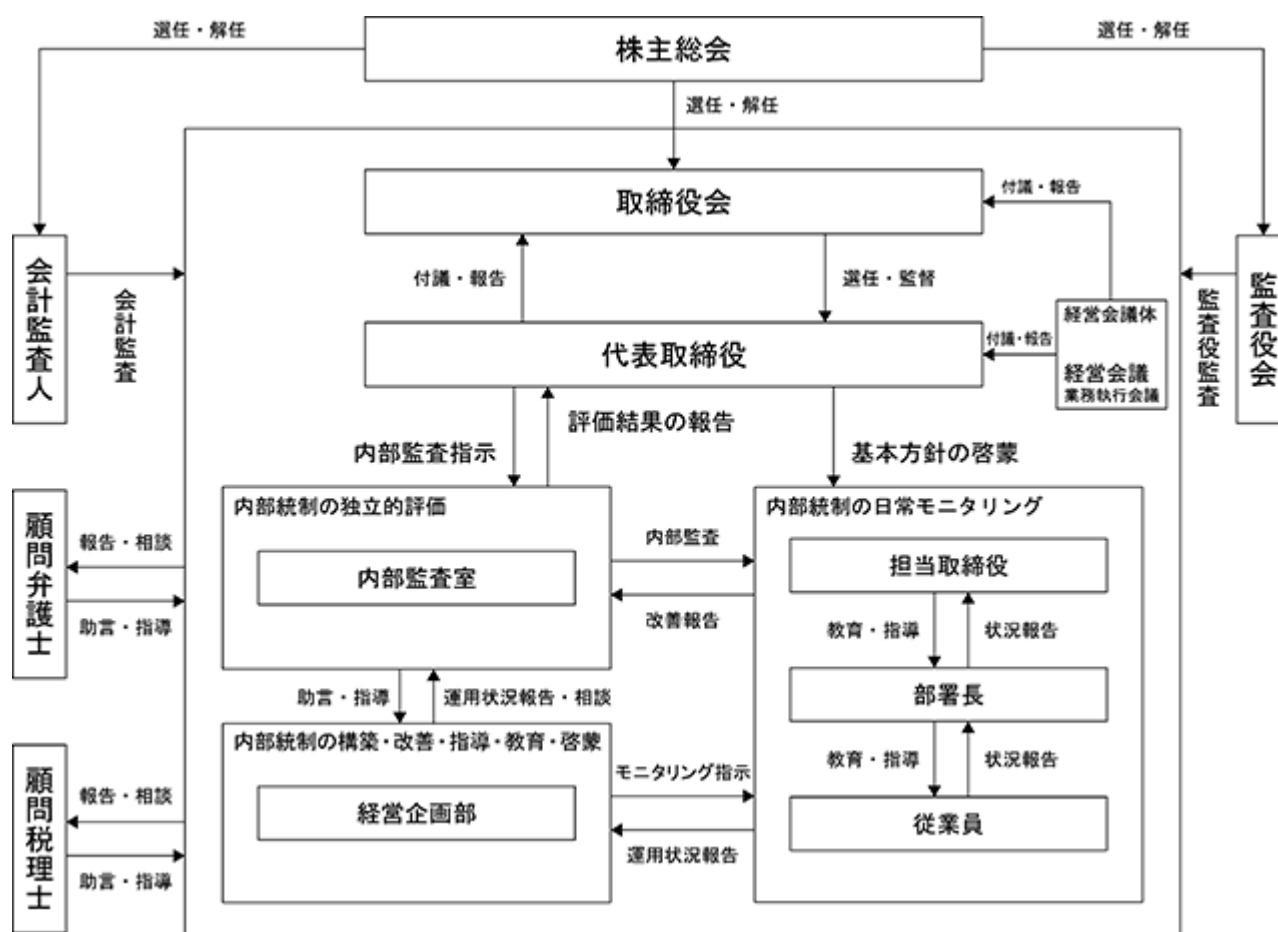 選任・解任
株主総会
選任・解任
選任・解任
取締役会
付議・報告
会計監査人
会計監査
付議・報告
選任・監督
監査役監査
監査役会
経営会議体
経営会議
業務執行会議
付議・報告
代表取締役
評価結果の報告
内部監査指示
基本方針の啓蒙
内部統制の独立的評価
内部監査室
内部監査
改善報告
内部統制の日常モニタリング
担当取締役
教育・指導
状況報告
部署長
教育・指導
状況報告
従業員
顧問弁護士
報告・相談
助言・指導
助言・指導
運用状況報告・相談
内部統制の構築・改善・指導・教育・啓蒙
経営企画部
モニタリング指示
運用状況報告
顧問税理士
報告・相談
助言・指導